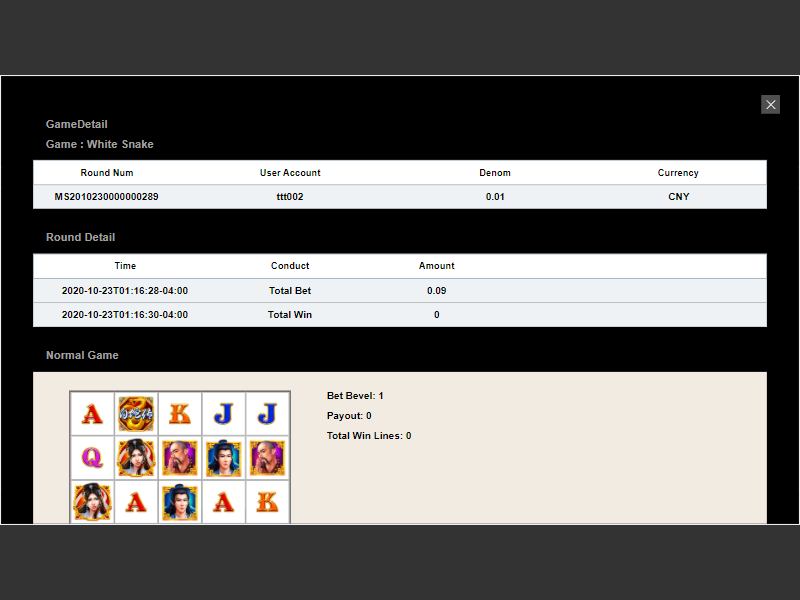 GameDetail
Game : White Snake
Round Num User Account Denom Currency
MS2010230000000289 ttt002 0.01 CNY
Round Detail
Time Conduct Amount
2020-10-23T01:16:28-04:00 Total Bet 0.09
2020-10-23T01:16:30-04:00 Total Win 0
Normal Game
Bet Bevel: 1
Payout: 0
Total Win Lines: 0
A 白蛇传 K J J
Q
A A K